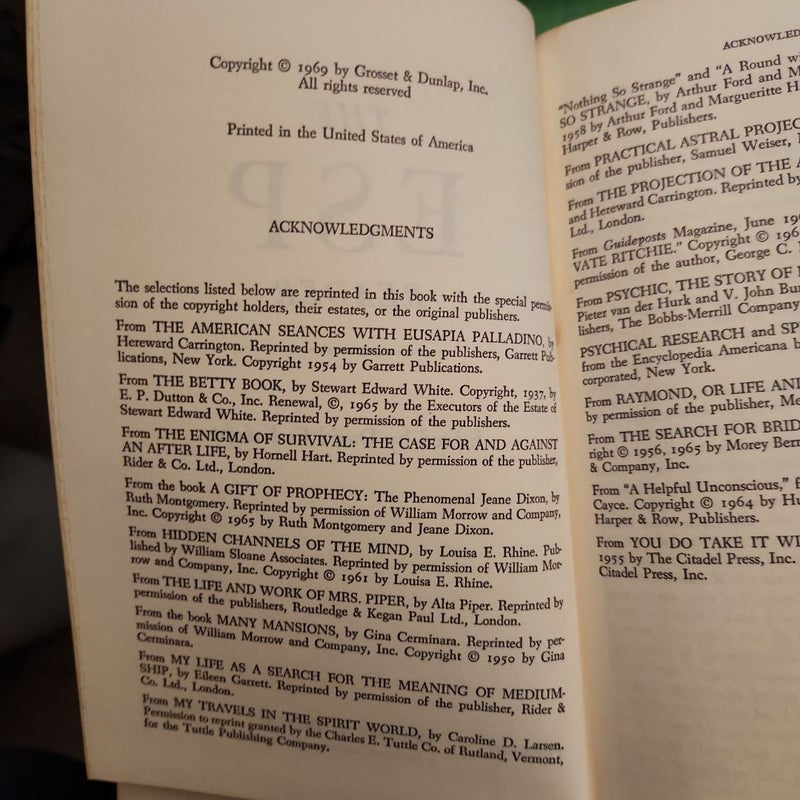 Copyright © 1969 by Grosset & Dunlap, Inc.
All rights reserved
Printed in the United States of America
ACKNOWLEDGMENTS
The selections listed below are reprinted in this book with the special permis-
sion of the copyright holders, their estates, or the original publishers.
From THE AMERICAN SEANCES WITH EUSAPIA PALLADINO, by
Hereward Carrington. Reprinted by permission of the publishers, Garrett Pub-
lications, New York. Copyright 1954 by Garrett Publications.
From THE BETTY BOOK, by Stewart Edward White. Copyright, 1937, by
E. P. Dutton & Co., Inc. Renewal, ©, 1965 by the Executors of the Estate of
Stewart Edward White. Reprinted by permission of the publishers.
From THE ENIGMA OF SURVIVAL: THE CASE FOR AND AGAINST
AN AFTER LIFE, by Hornell Hart. Reprinted by permission of the publisher,
Rider & Co. Ltd., London.
From the book A GIFT OF PROPHECY: The Phenomenal Jeane Dixon, by
Ruth Montgomery. Reprinted by permission of William Morrow and Company,
Inc. Copyright © 1965 by Ruth Montgomery and Jeane Dixon.
From HIDDEN CHANNELS OF THE MIND, by Louisa E. Rhine. Pub-
lished by William Sloane Associates. Reprinted by permission of William Mor-
row and Company, Inc. Copyright © 1961 by Louisa E. Rhine.
From THE LIFE AND WORK OF MRS. PIPER, by Alta Piper. Reprinted by
permission of the publishers, Routledge & Kegan Paul Ltd., London.
From the book MANY MANSIONS, by Gina Cerminara. Reprinted by per-
mission of William Morrow and Company, Inc. Copyright © 1950 by Gina
Cerminara.
From MY LIFE AS A SEARCH FOR THE MEANING OF MEDIUM-
SHIP, by Eileen Garrett. Reprinted by permission of the publisher, Rider &
Co. Ltd., London.
From MY TRAVELS IN THE SPIRIT WORLD, by Caroline D. Larsen.
Permission to reprint granted by the Charles E. Tuttle Co. of Rutland, Vermont,
for the Tuttle Publishing Company.
ACKNOWLED
"Nothing So Strange" and "A Round w
SO STRANGE, by Arthur Ford and M
1958 by Arthur Ford and Margueritte H
Harper & Row, Publishers.
From PRACTICAL ASTRAL PROJEC
sion of the publisher, Samuel Weiser,
From THE PROJECTION OF THE A
and Hereward Carrington. Reprinted by
Ltd., London.
From Guideposts Magazine, June 19
VATE RITCHIE." Copyright © 196
permission of the author, George C.
From PSYCHIC, THE STORY OF
Pieter van der Hurk and V. John Bu
lishers, The Bobbs-Merrill Company
PSYCHICAL RESEARCH and SP
from the Encyclopedia Americana b
corporated, New York.
From RAYMOND, OR LIFE AND
by permission of the publisher, Me
From THE SEARCH FOR BRID
right © 1956, 1965 by Morey Bern
& Company, Inc.
From "A Helpful Unconscious," f
Cayce. Copyright © 1964 by Hu
Harper & Row, Publishers.
From YOU DO TAKE IT WI
1955 by The Citadel Press, Inc.
Citadel Press, Inc.